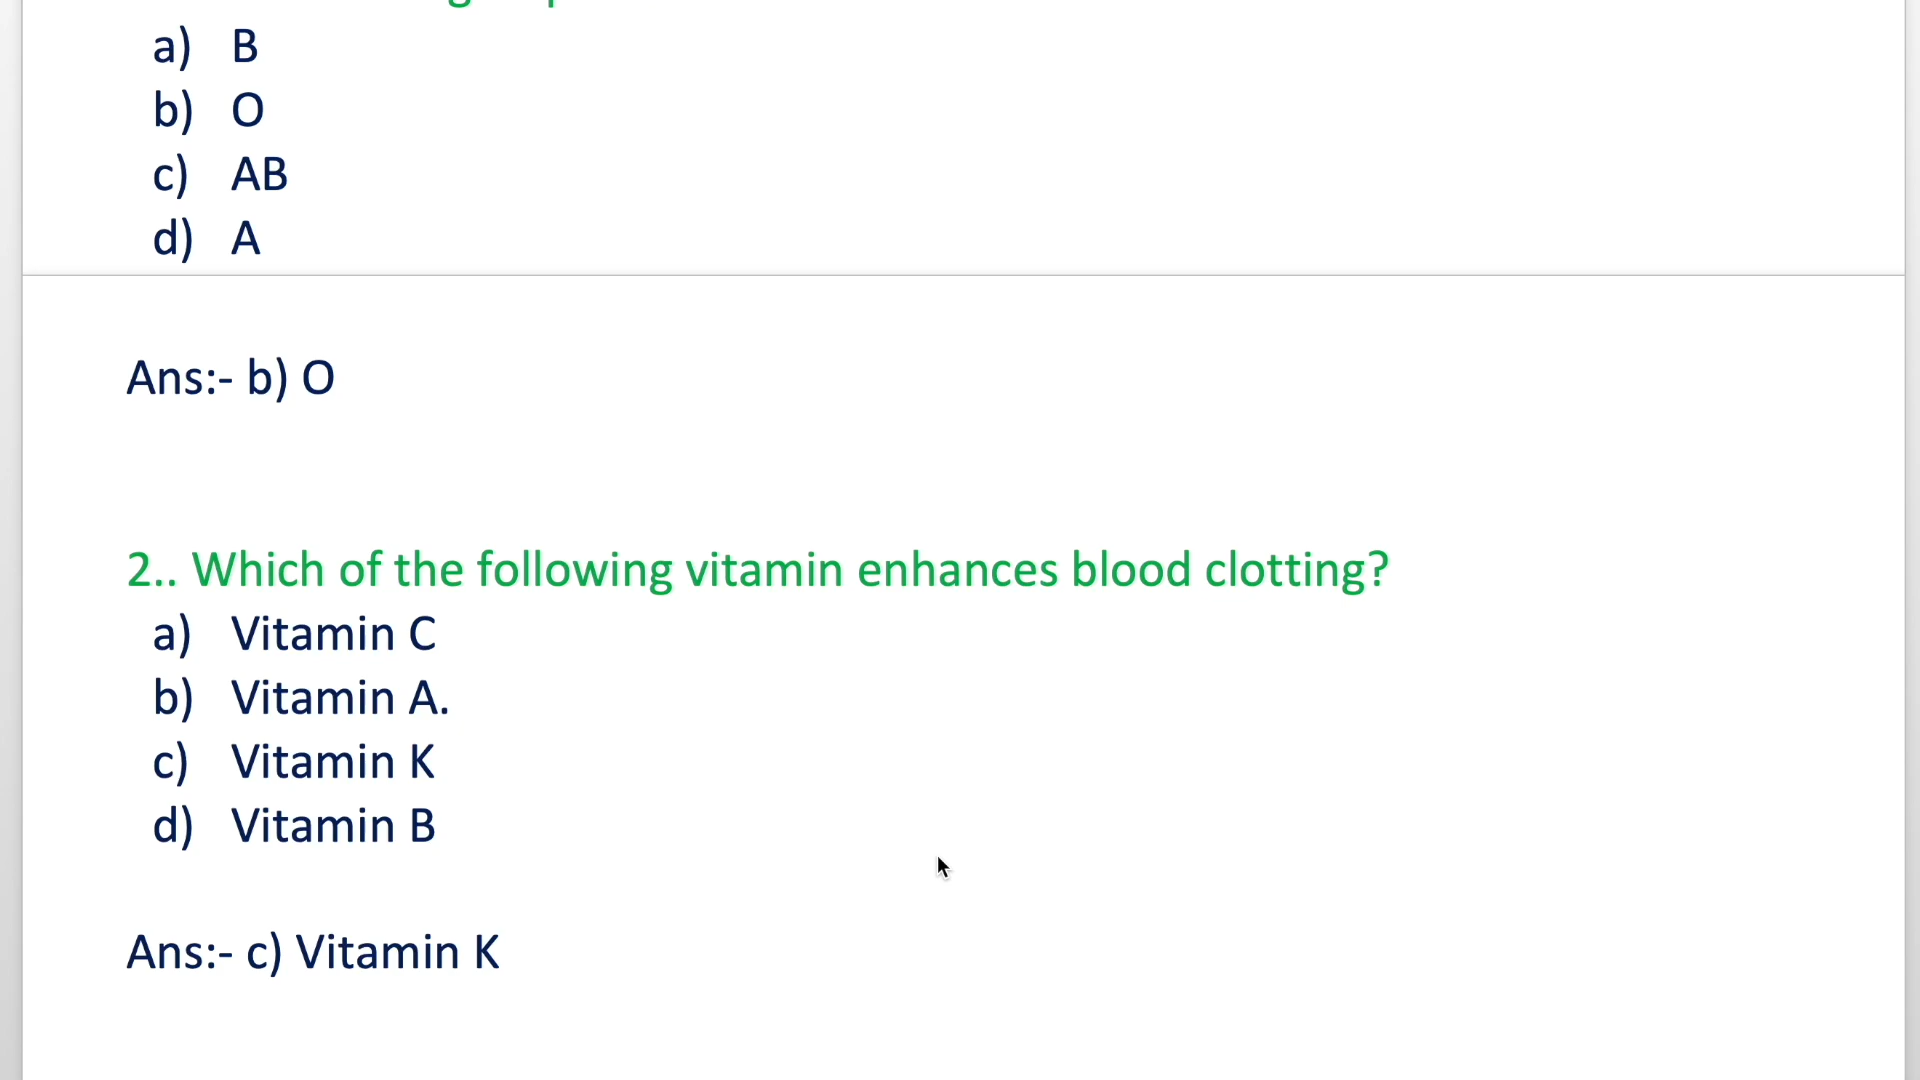 a) B
b) O
c) AB
d) A
Ans:- b) O
2.. Which of the following vitamin enhances blood clotting?
a) Vitamin C
b) Vitamin A.
c) Vitamin K
d) Vitamin B
Ans:- c) Vitamin K